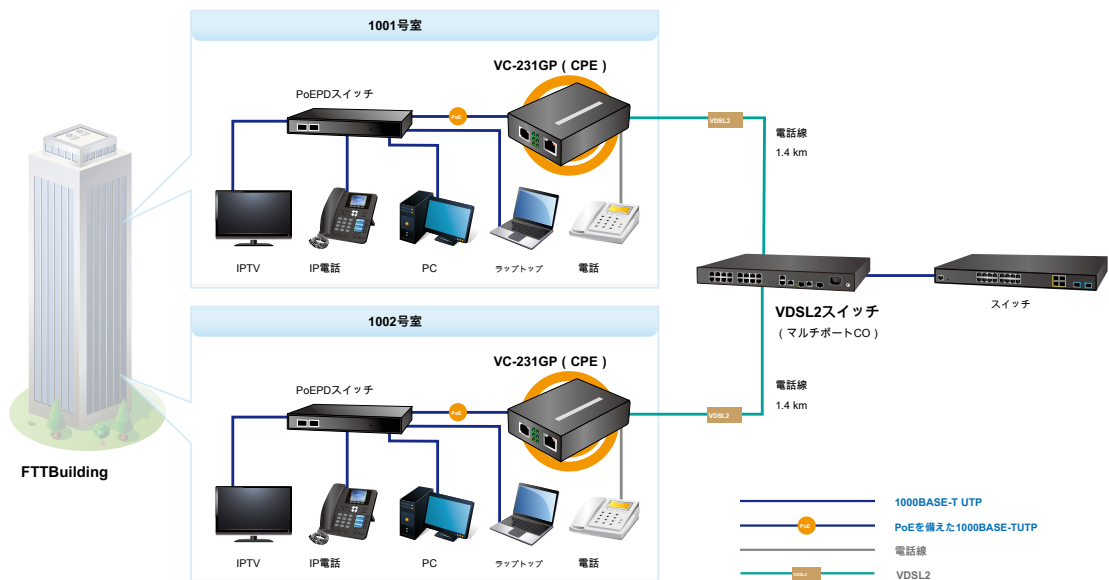 1001号室
VC-231GP ( CPE )
PoEPDスイッチ
PoE
VDSL2
電話線
1.4 km
IPTV
IP電話
PC
ラップトップ
電話
VDSL2スイッチ
( マルチポートCO )
スイッチ
1002号室
VC-231GP ( CPE )
PoEPDスイッチ
PoE
VDSL2
電話線
1.4 km
IPTV
IP電話
PC
ラップトップ
電話
FTTBuilding
1000BASE-T UTP
PoE
PoEを備えた1000BASE-TUTP
電話線
VDSL2
VDSL2